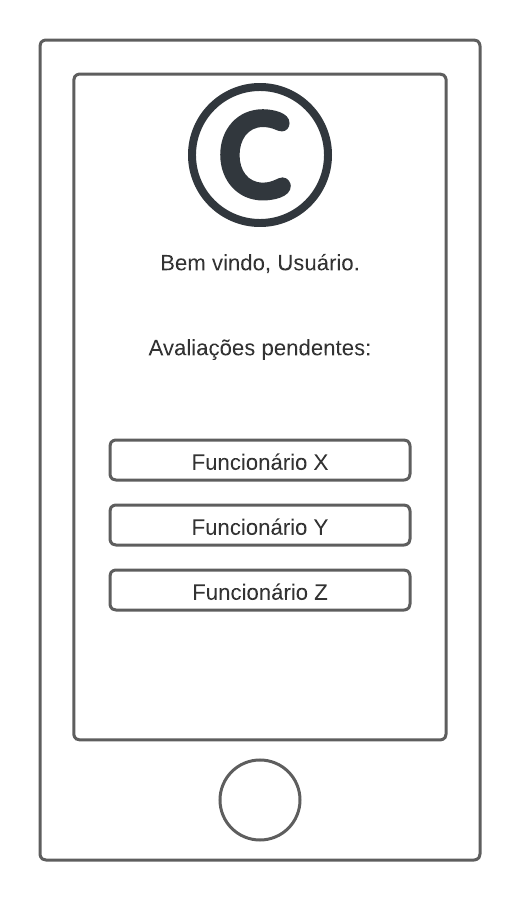 C
Bem vindo, Usuário.
Avaliações pendentes:
Funcionário X
Funcionário Y
Funcionário Z